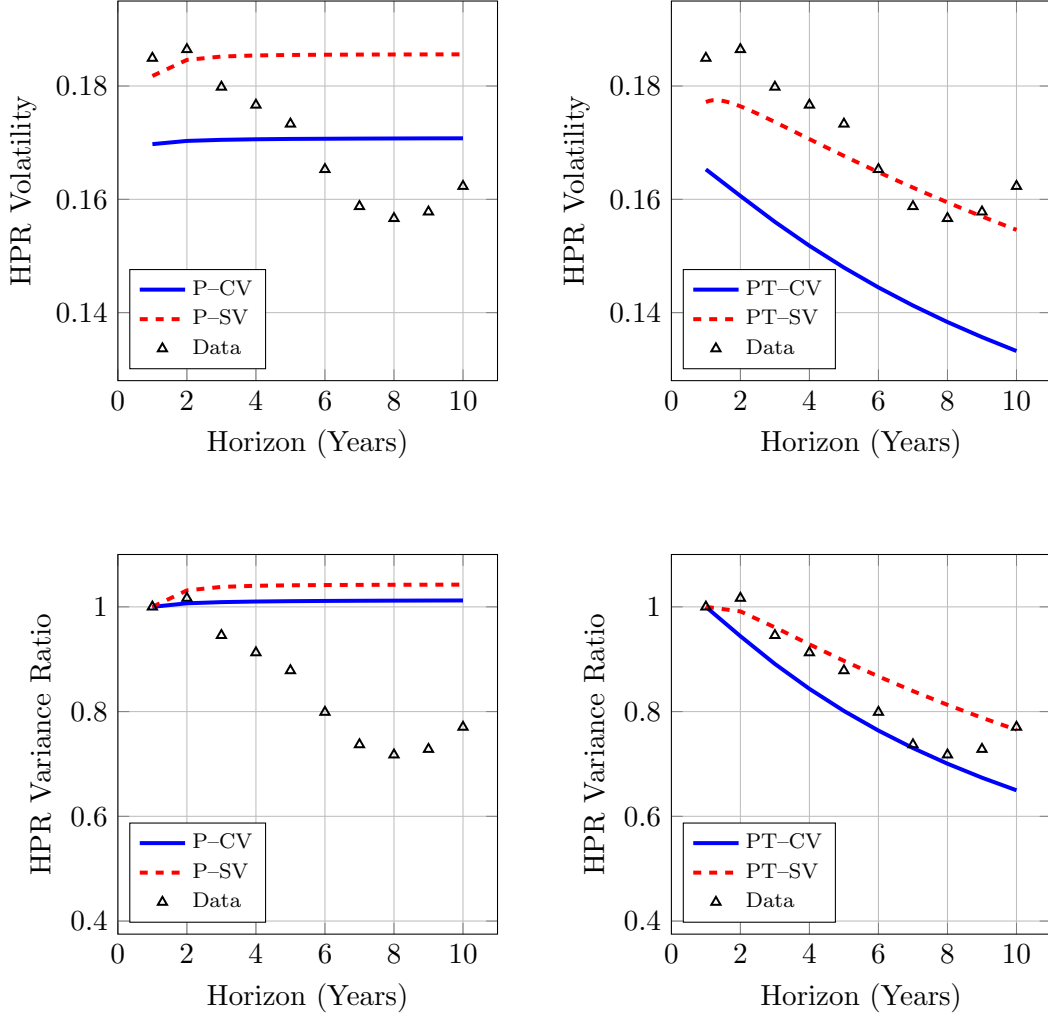 HPR Volatility
0.18
0.16
0.14
P–CV
P–SV
Data
0 2 4 6 8 10
Horizon (Years)
HPR Volatility
0.18
0.16
0.14
PT–CV
PT–SV
Data
0 2 4 6 8 10
Horizon (Years)
HPR Variance Ratio
1
0.8
0.6
0.4
P–CV
P–SV
Data
0 2 4 6 8 10
Horizon (Years)
HPR Variance Ratio
1
0.8
0.6
0.4
PT–CV
PT–SV
Data
0 2 4 6 8 10
Horizon (Years)